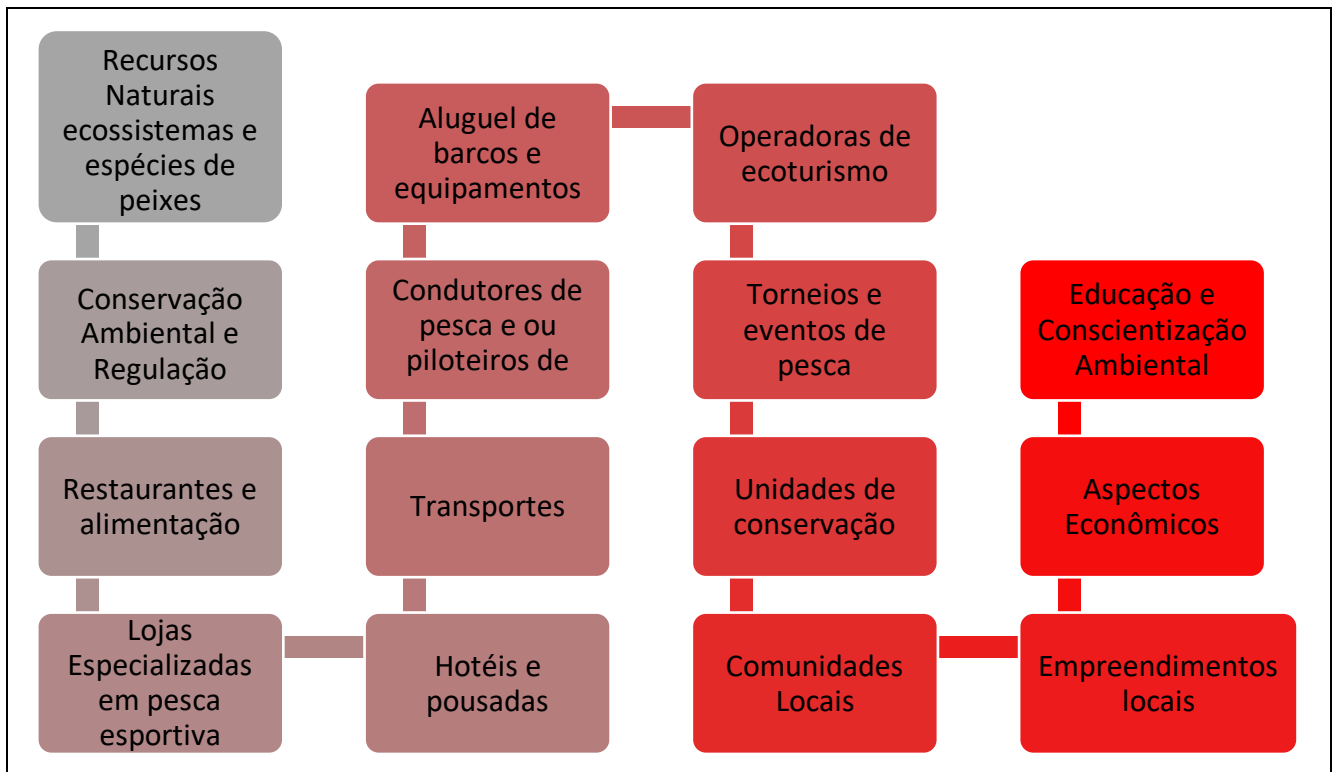 Recursos
Naturais
ecossistemas e
espécies de
peixes
Conservação
Ambiental e
Regulação
Restaurantes e
alimentação
Lojas
Especializadas
em pesca
esportiva
Hotéis e
pousadas
Transportes
Condutores de
pesca e ou
piloteiros de
Aluguel de
barcos e
equipamentos
Operadoras de
ecoturismo
Torneios e
eventos de
pesca
Unidades de
conservação
Comunidades
Locais
Empreendimentos
locais
Aspectos
Econômicos
Educação e
Conscientização
Ambiental